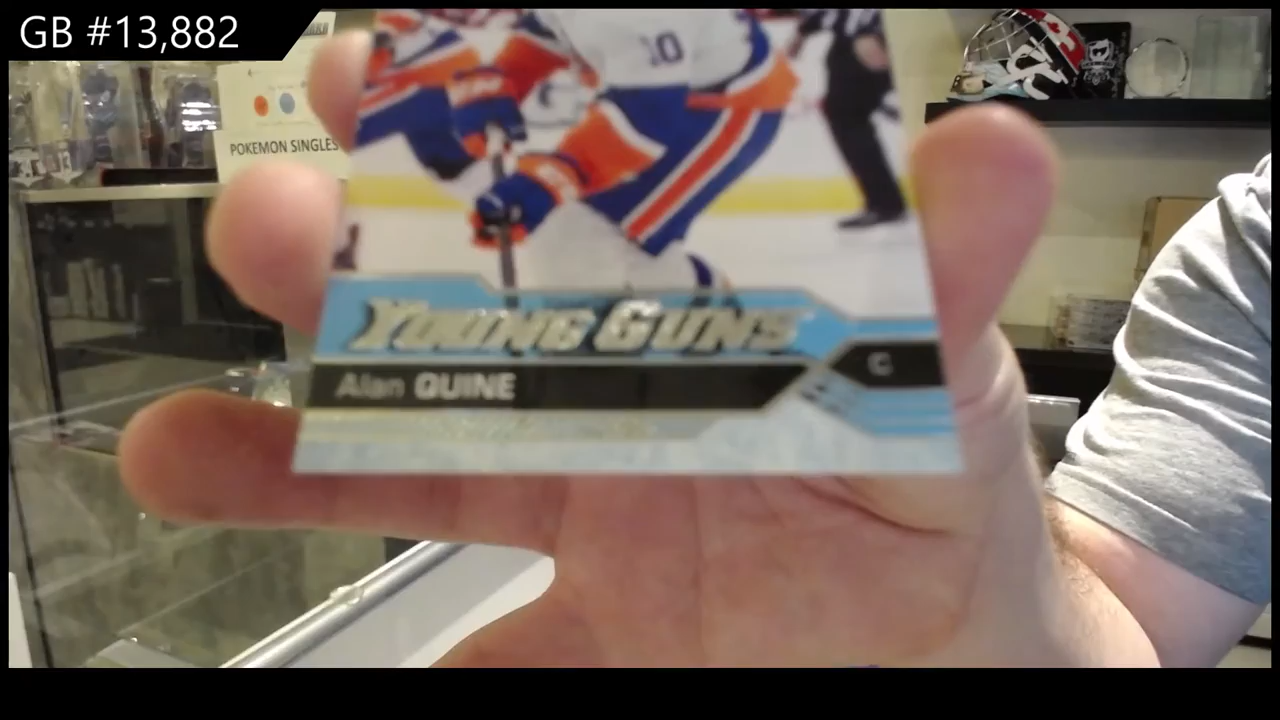 GB #13,882
POKEMON SINGLES
10
YOUNG GUNS
Alan QUINE
C